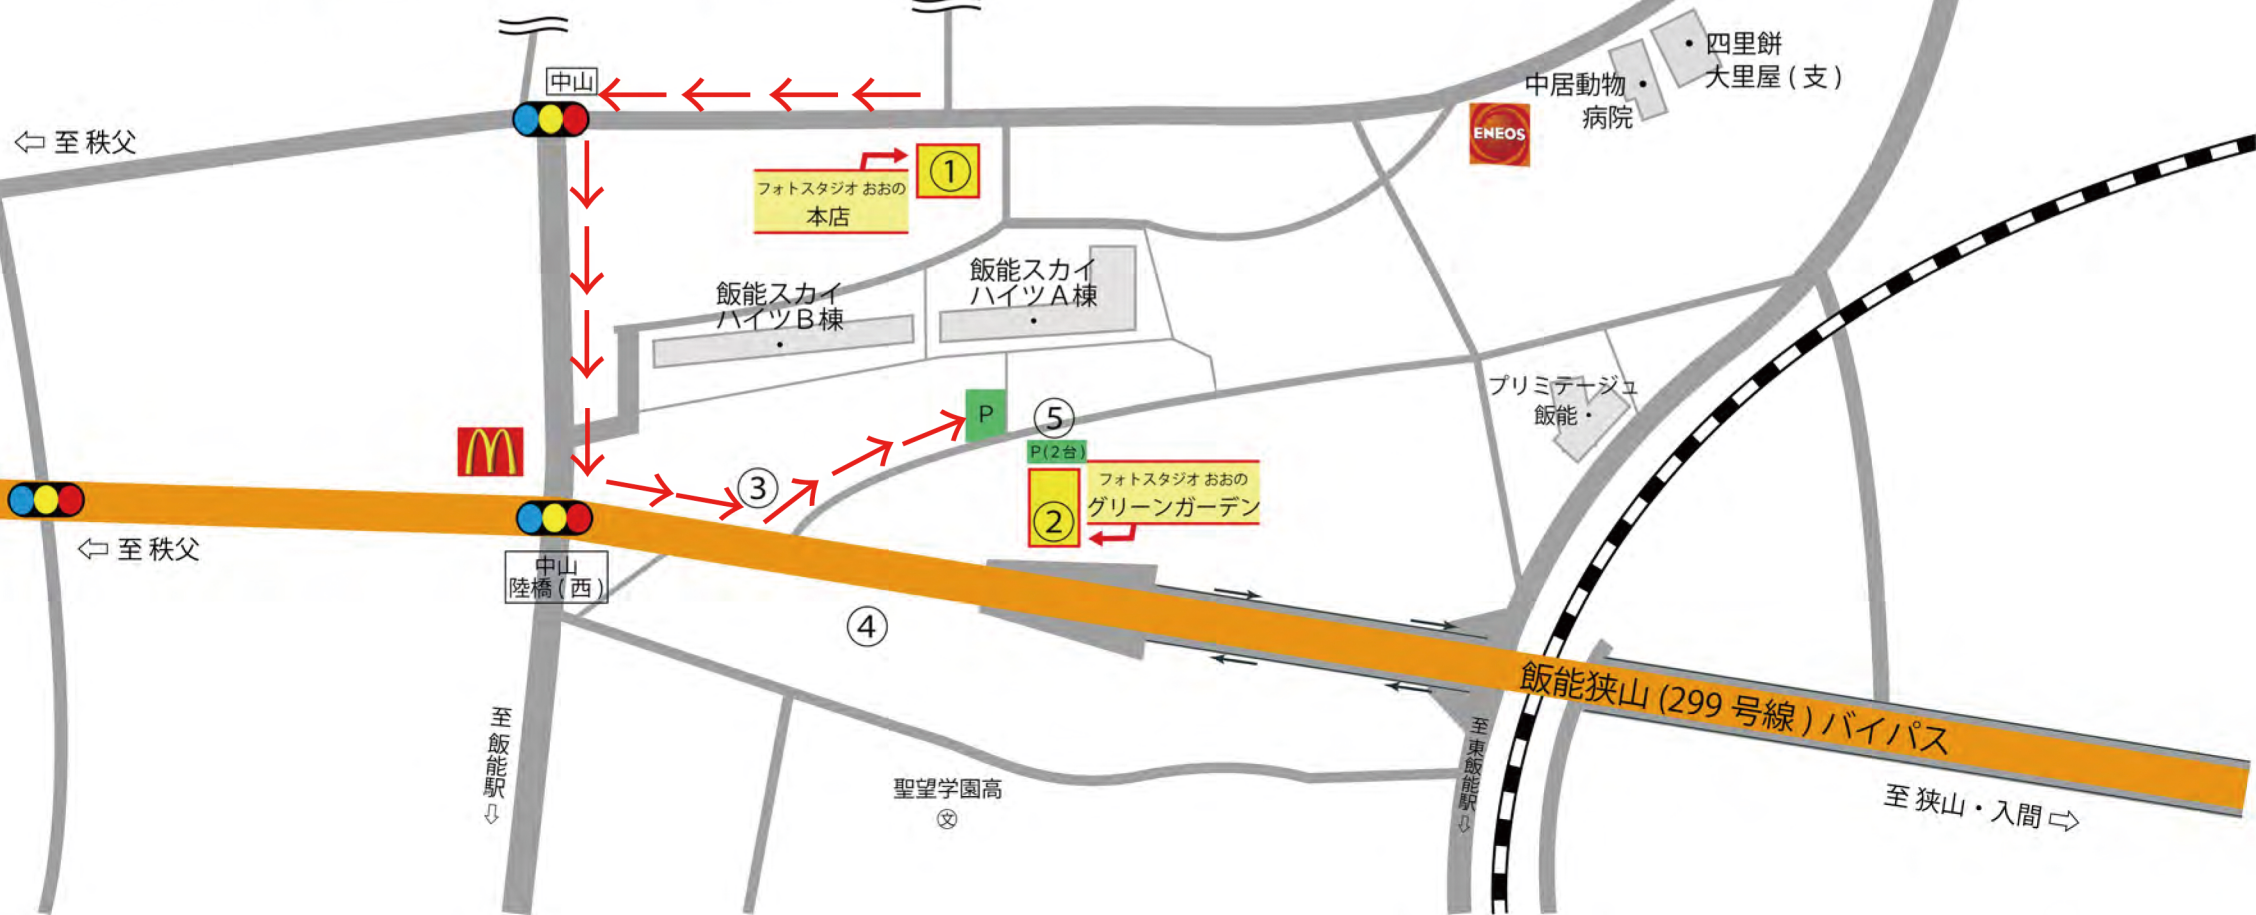 中山
四里餅
大里屋(支)
中居動物
病院
ENEOS
⇦ 至 秩父
①
フォトスタジオ おおの
本店
飯能スカイ
ハイツA棟
飯能スカイ
ハイツB棟
プリミテージュ
飯能
P
⑤
P(2台)
③
フォトスタジオ おおの
グリーンガーデン
②
⇦ 至 秩父
中山
陸橋(西)
④
飯能狭山(299号線)バイパス
至 飯能駅 ⇩
至 東飯能駅 ⇩
聖望学園高
文
至 狭山・入間 ⇨